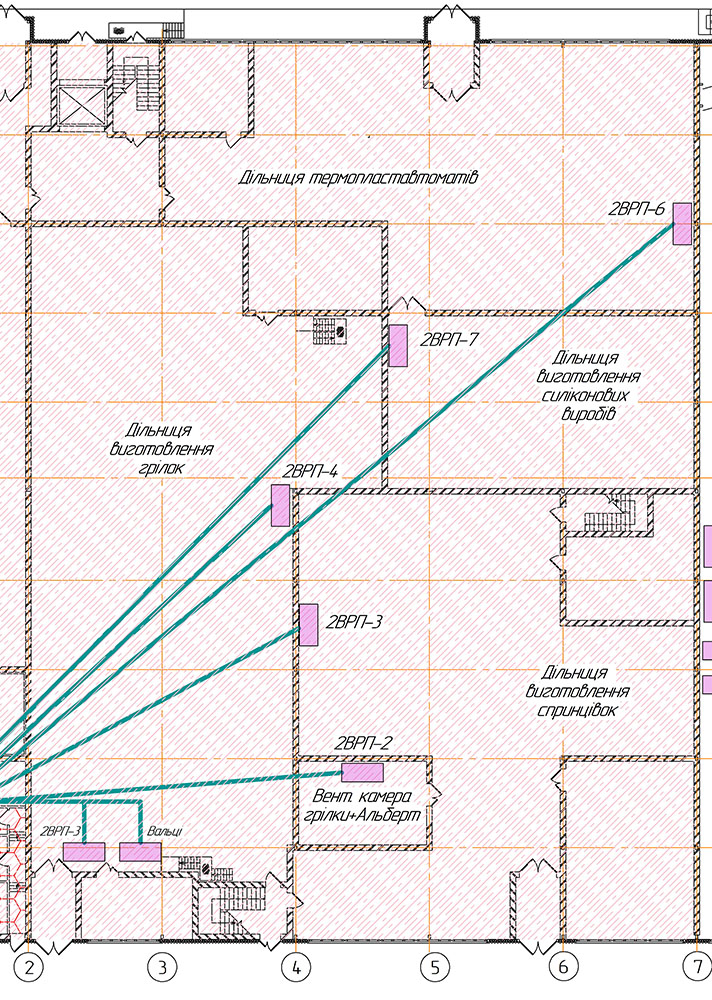 Дільниця термопластавтоматів
2ВРП-6
2ВРП-7
Дільниця
виготовлення
силіконових
виробів
Дільниця
виготовлення
грілок
2ВРП-4
2ВРП-3
Дільниця
виготовлення
спринцівок
2ВРП-2
Вент. камера
грілки+Альберт
2ВРП-3
Вальці
2
3
4
5
6
7